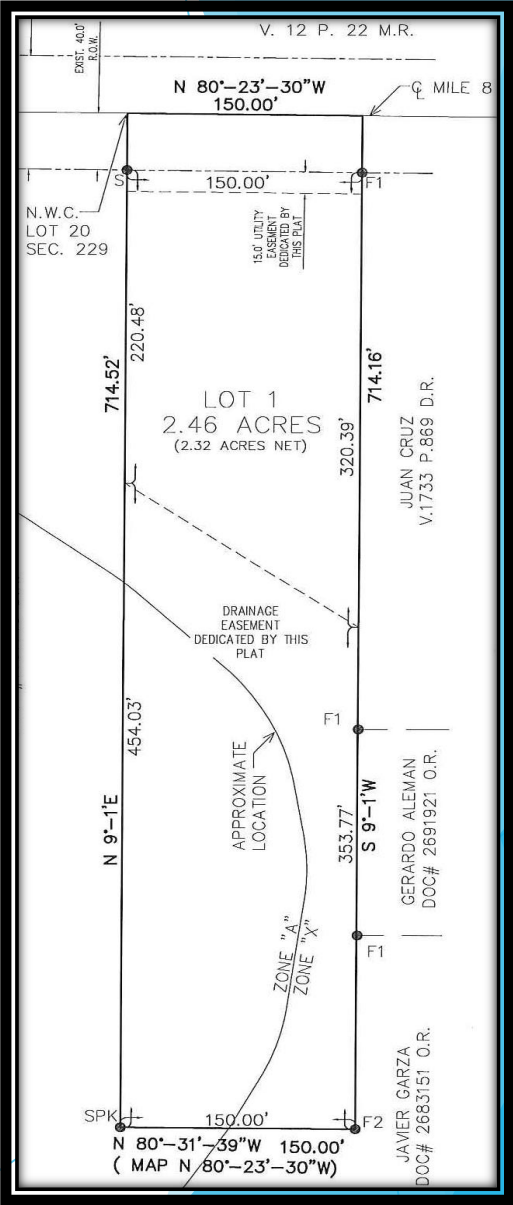 V. 12 P. 22 M.R.
EXIST. 40.0'
R.O.W.
N 80°-23'-30"W
150.00'
℄ MILE 8
S
150.00'
F1
N.W.C.
LOT 20
SEC. 229
15.0' UTILITY
EASEMENT
DEDICATED BY
THIS PLAT
220.48'
714.52'
714.16'
LOT 1
2.46 ACRES
(2.32 ACRES NET)
320.39'
JUAN CRUZ
V.1733 P.869 D.R.
DRAINAGE
EASEMENT
DEDICATED BY THIS
PLAT
454.03'
F1
APPROXIMATE
LOCATION
N 9°-1'E
353.77'
S 9°-1'W
GERARDO ALEMAN
DOC# 2691921 O.R.
F1
ZONE "A"
ZONE "X"
JAVIER GARZA
DOC# 2683151 O.R.
SPK
150.00'
F2
N 80°-31'-39"W 150.00'
( MAP N 80°-23'-30"W)